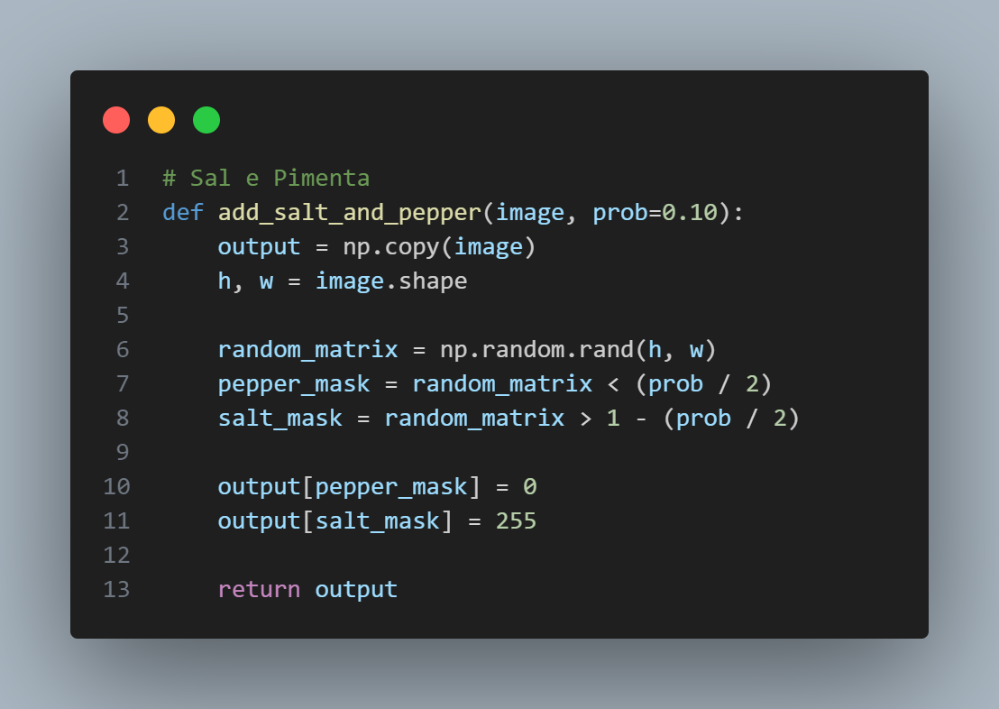 1 # Sal e Pimenta
2 def add_salt_and_pepper(image, prob=0.10):
3     output = np.copy(image)
4     h, w = image.shape
5
6     random_matrix = np.random.rand(h, w)
7     pepper_mask = random_matrix < (prob / 2)
8     salt_mask = random_matrix > 1 - (prob / 2)
9
10     output[pepper_mask] = 0
11     output[salt_mask] = 255
12
13     return output